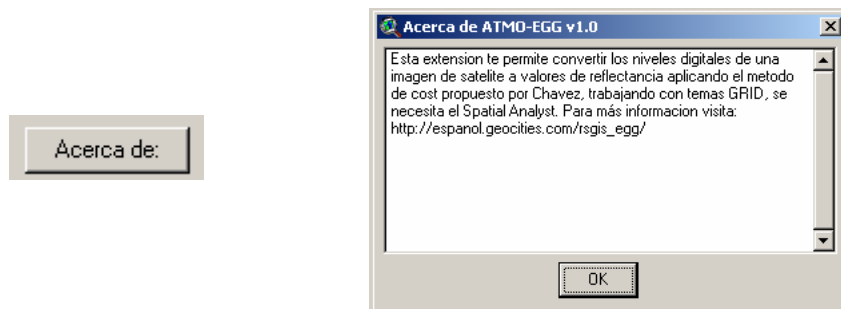 Acerca de:
Acerca de ATMO-EGG v1.0
Esta extension te permite convertir los niveles digitales de una
imagen de satelite a valores de reflectancia aplicando el metodo
de cost propuesto por Chavez, trabajando con temas GRID, se
necesita el Spatial Analyst. Para más informacion visita:
http://espanol.geocities.com/rsgis_egg/
OK